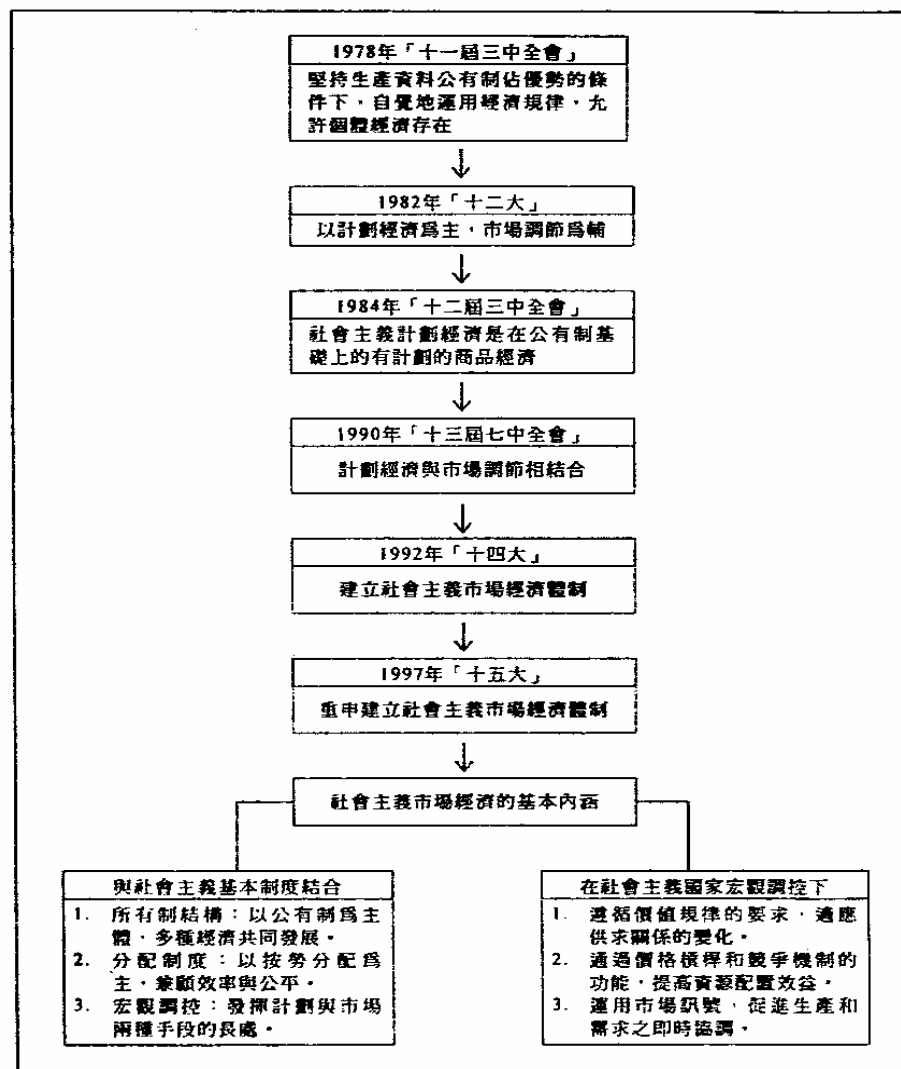 1978年「十一屆三中全會」
堅持生產資料公有制佔優勢的條
件下，自覺地運用經濟規律，允
許個體經濟存在
1982年「十二大」
以計劃經濟爲主，市場調節爲輔
1984年「十二屆三中全會」
社會主義計劃經濟是在公有制基
礎上的有計劃的商品經濟
1990年「十三屆七中全會」
計劃經濟與市場調節相結合
1992年「十四大」
建立社會主義市場經濟體制
1997年「十五大」
重申建立社會主義市場經濟體制
社會主義市場經濟的基本內涵
與社會主義基本制度結合
1. 所有制結構：以公有制爲主
體，多種經濟共同發展。
2. 分配制度：以按勞分配爲
主，兼顧效率與公平。
3. 宏觀調控：發揮計劃與市場
兩種手段的長處。
在社會主義國家宏觀調控下
1. 遵循價值規律的要求，適應
供求關係的變化。
2. 通過價格槓桿和競爭機制的
功能，提高資源配置效益。
3. 運用市場訊號，促進生產和
需求之即時協調。